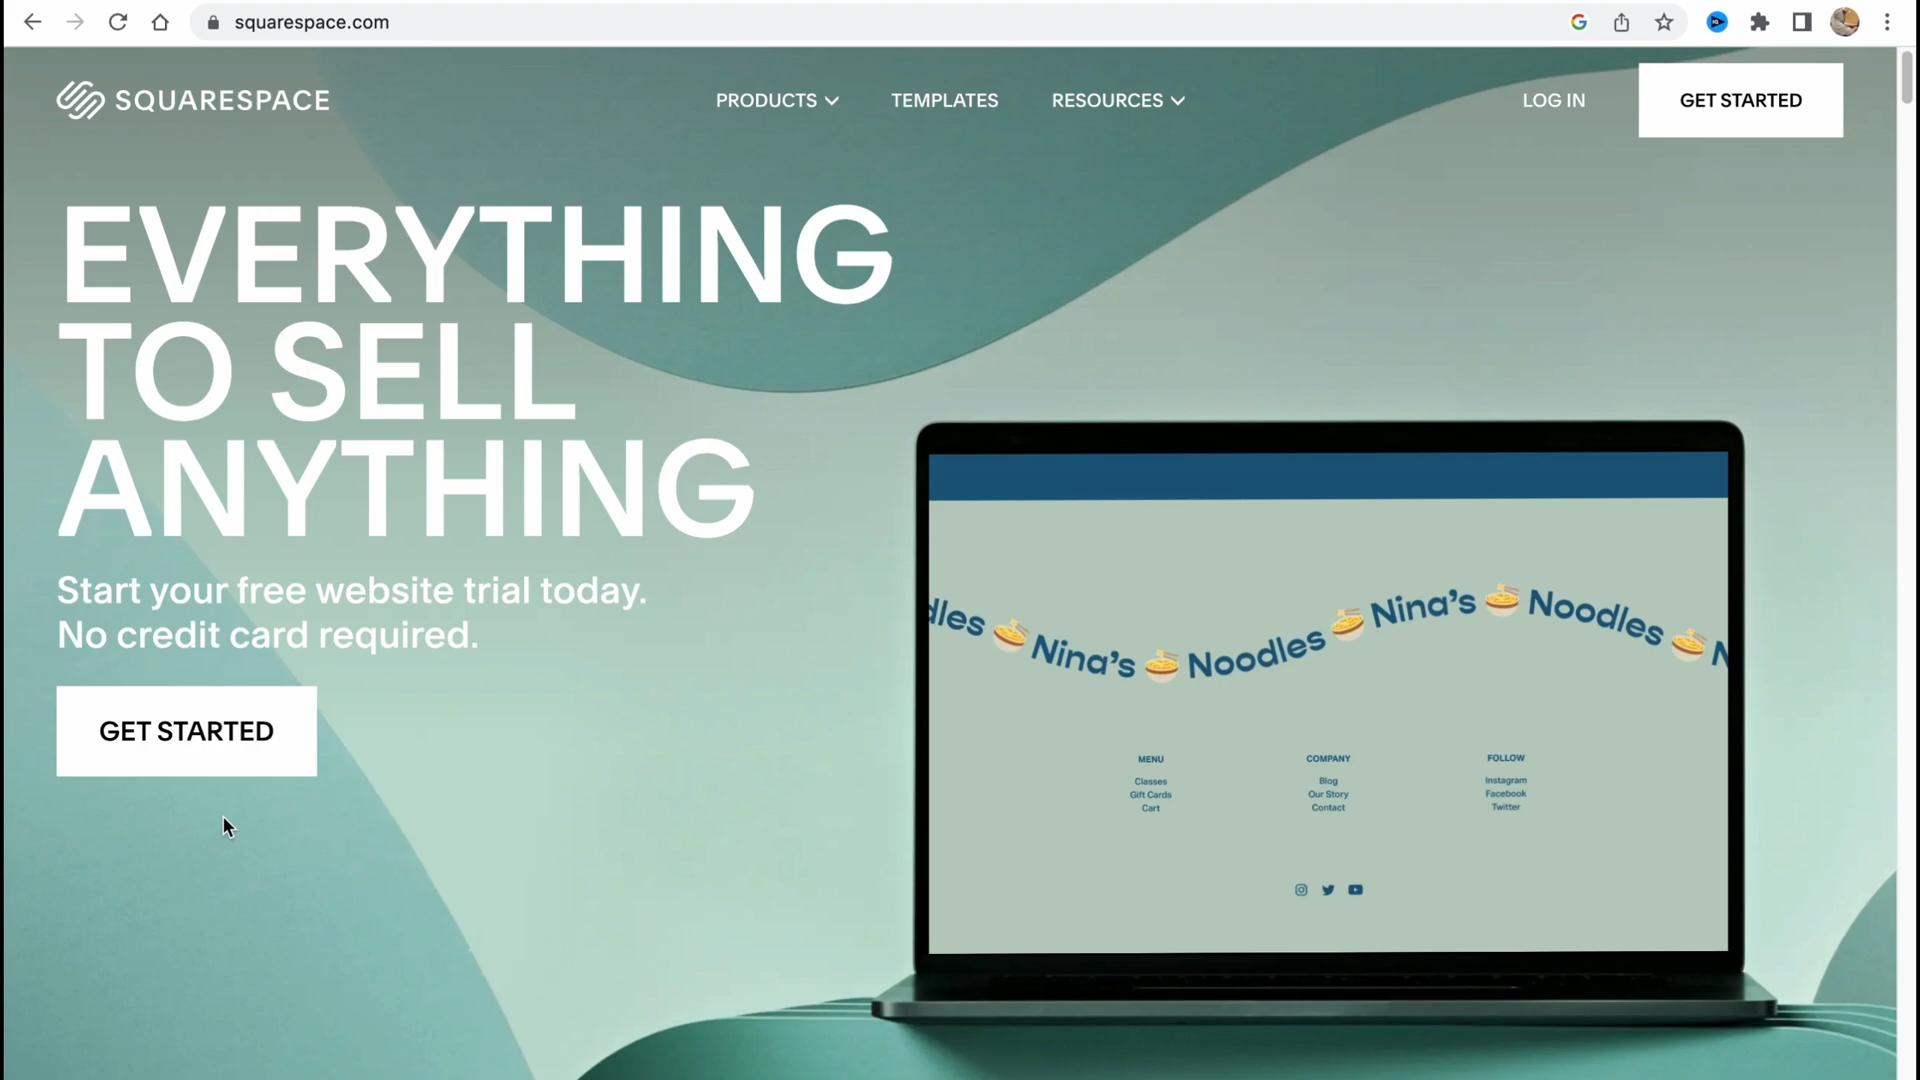 squarespace.com
SQUARESPACE
PRODUCTS
TEMPLATES
RESOURCES
LOG IN
GET STARTED
EVERYTHING
TO SELL
ANYTHING
Start your free website trial today.
No credit card required.
GET STARTED
dles Nina's Noodles Nina's Noodles N
MENU
Classes
Gift Cards
Cart
COMPANY
Blog
Our Story
Contact
FOLLOW
Instagram
Facebook
Twitter